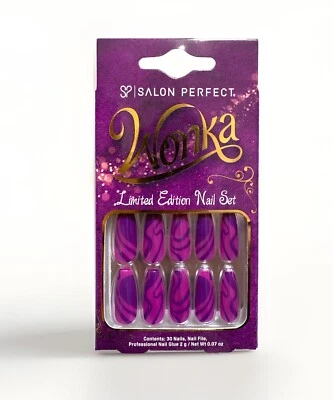 SP | SALON PERFECT®
Wonka
Limited Edition Nail Set
Contents: 30 Nails, Nail File,
Professional Nail Glue 2 g / Net Wt 0.07 oz